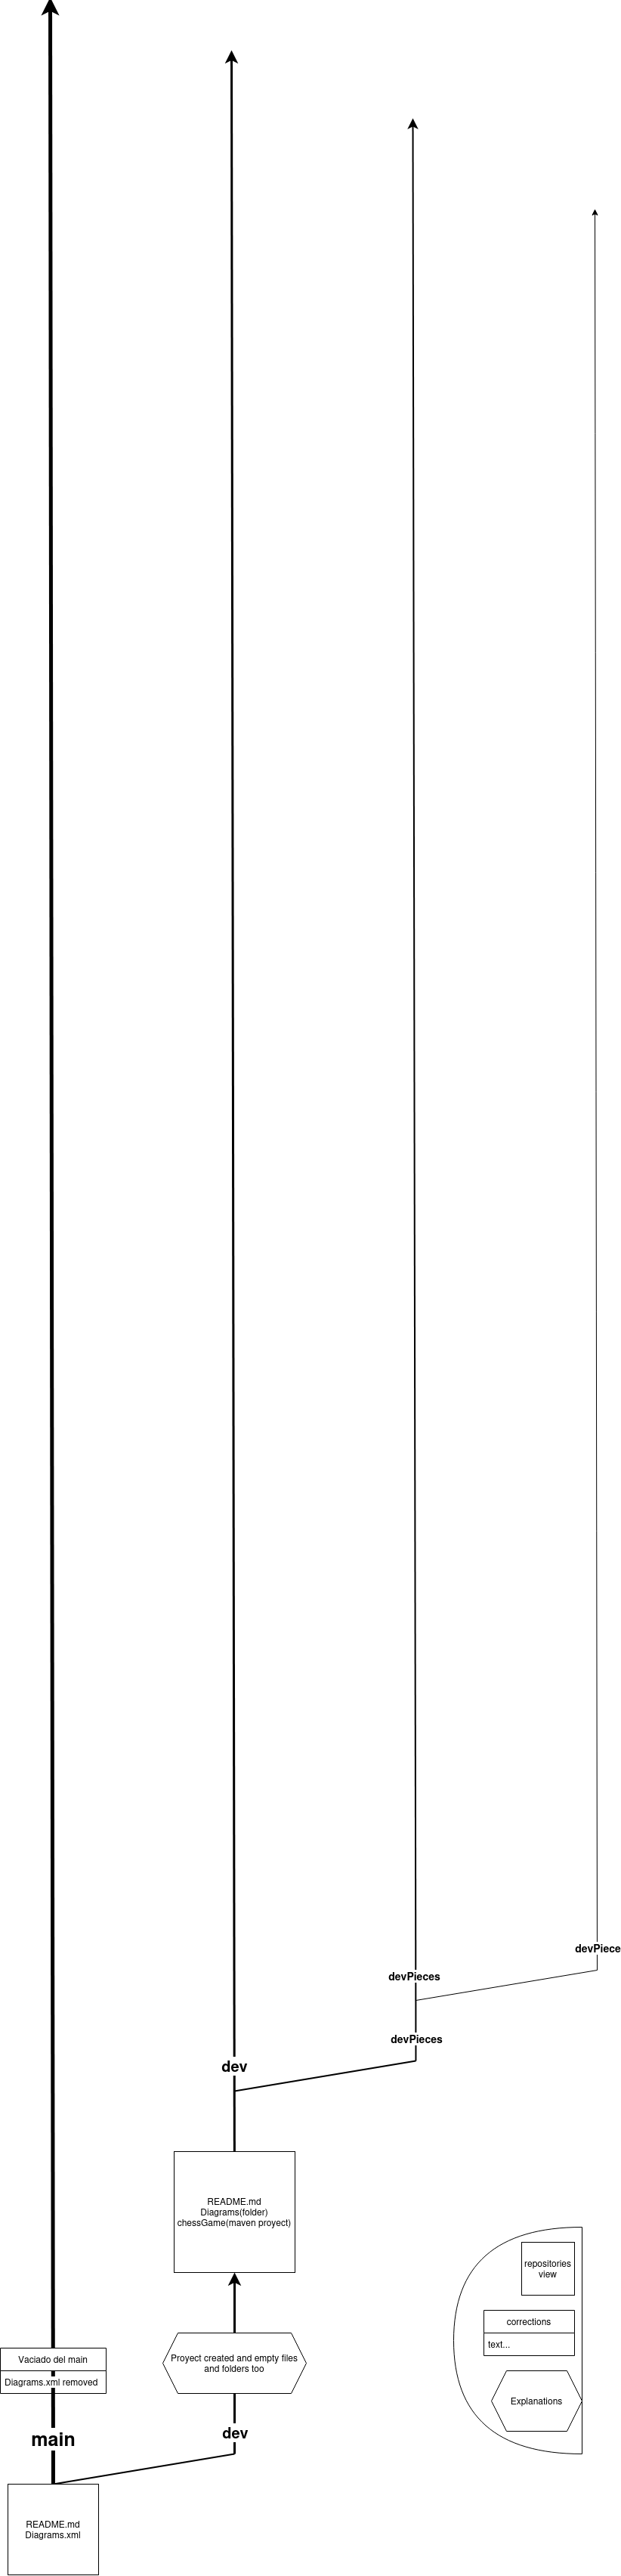 devPiece
devPieces
devPieces
dev
README.md
Diagrams(folder)
chessGame(maven proyect)
repositories
view
corrections
text...
Explanations
Vaciado del main
Diagrams.xml removed
Proyect created and empty files
and folders too
main
dev
README.md
Diagrams.xml